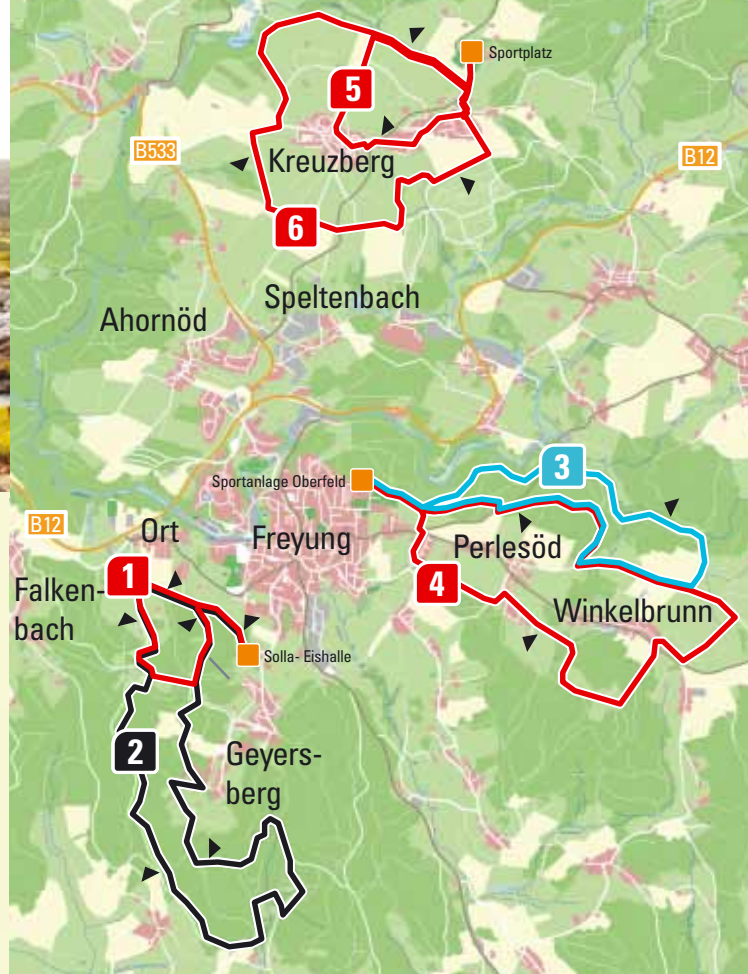 Sportplatz
5
B533
Kreuzberg
B12
6
Speltenbach
Ahornöd
3
Sportanlage Oberfeld
B12
Ort
Freyung
Perlesöd
1
4
Falken-
bach
Winkelbrunn
Solla- Eishalle
2
Geyers-
berg